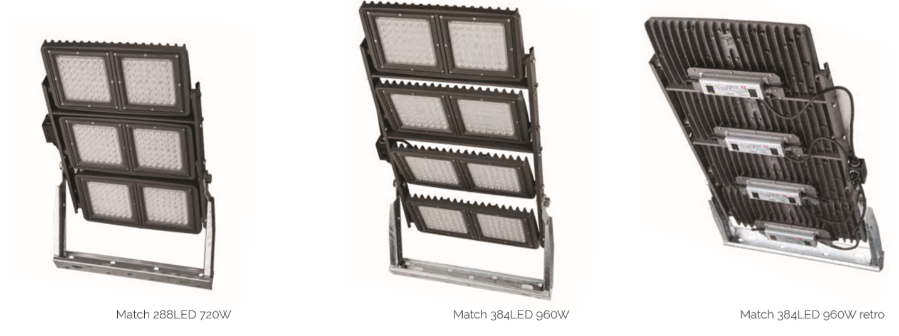 Match 288LED 720W
Match 384LED 960W
Match 384LED 960W retro